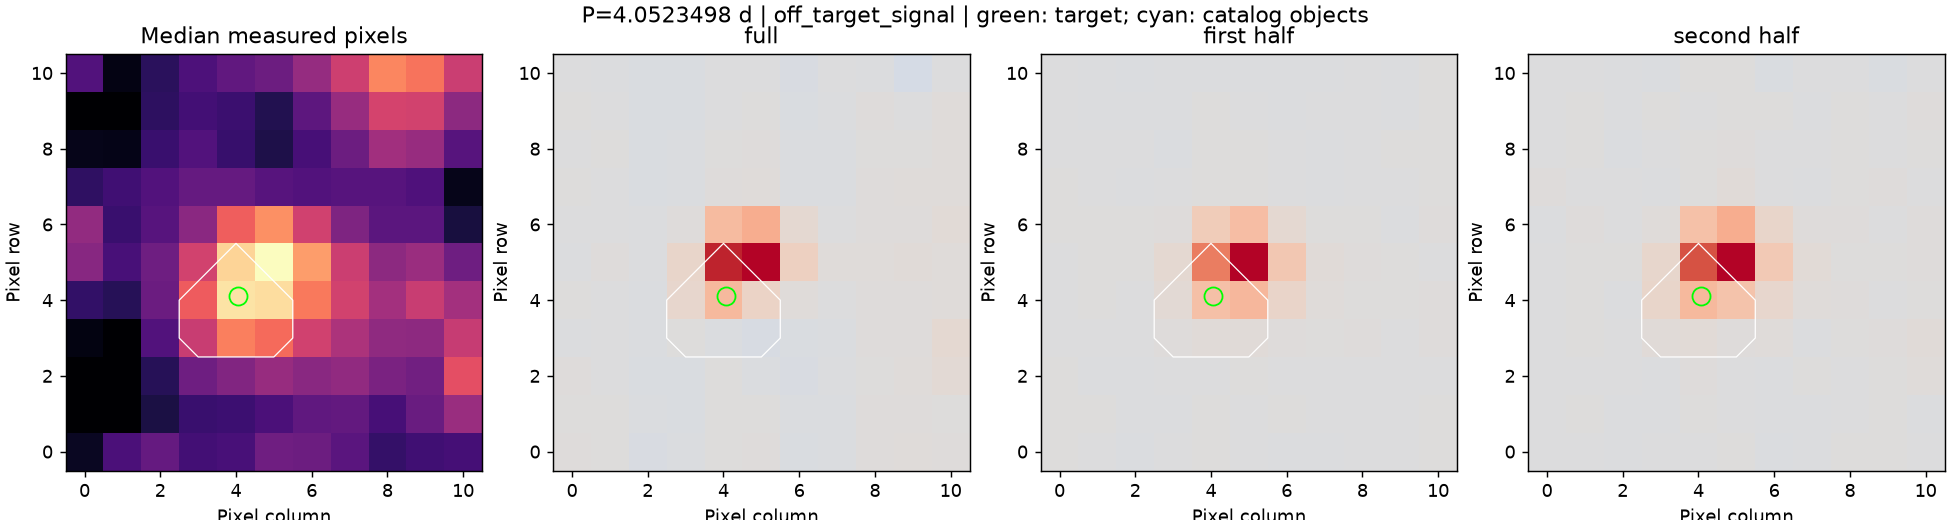 P=4.0523498 d | off_target_signal | green: target; cyan: catalog objects
Median measured pixels
full
first half
second half
Pixel row
10
8
6
4
2
0
0 2 4 6 8 10
Pixel column
Pixel row
10
8
6
4
2
0
0 2 4 6 8 10
Pixel column
Pixel row
10
8
6
4
2
0
0 2 4 6 8 10
Pixel column
Pixel row
10
8
6
4
2
0
0 2 4 6 8 10
Pixel column